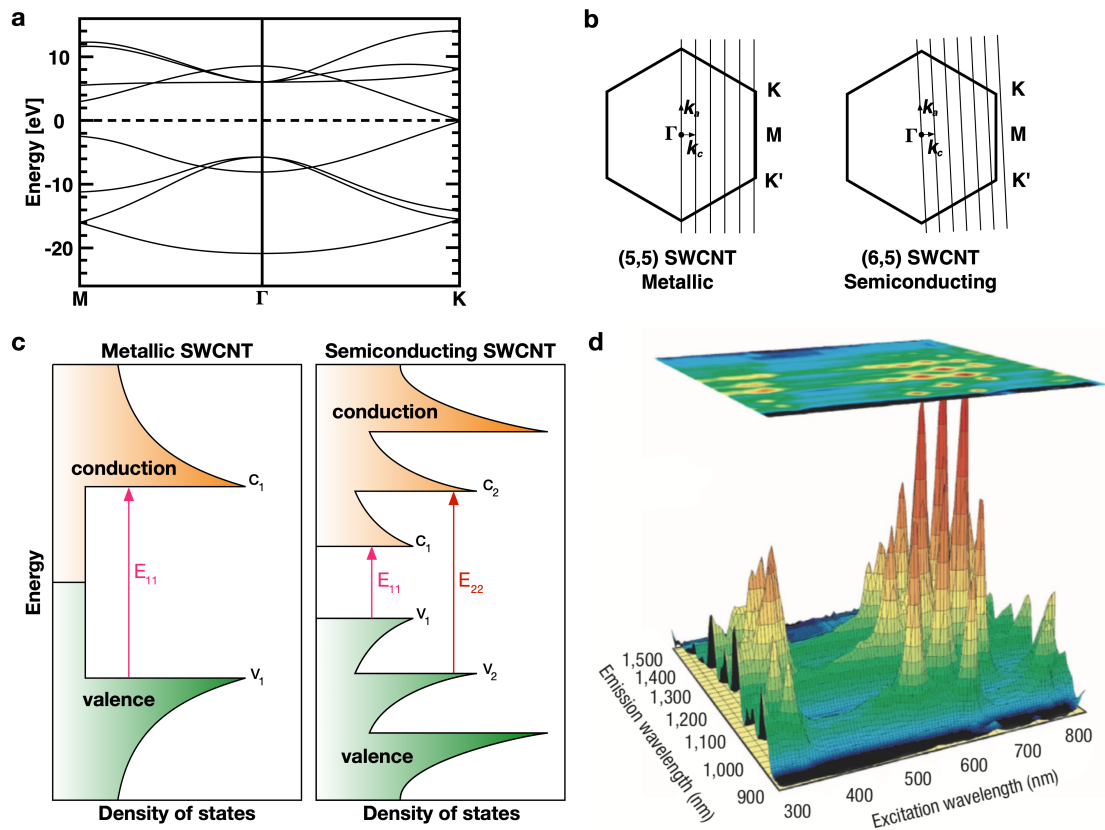 a
Energy [eV]
10
0
-10
-20
M
Γ
K
b
K
k_a
Γ
M
k_c
K'
(5,5) SWCNT
Metallic
K
k_a
Γ
M
k_c
K'
(6,5) SWCNT
Semiconducting
c
Metallic SWCNT
Semiconducting SWCNT
Energy
conduction
C₁
E₁₁
V₁
valence
conduction
C₂
C₁
E₁₁
E₂₂
V₁
V₂
valence
Density of states
Density of states
d
1,500
1,400
1,300
1,200
1,100
1,000
900
Emission wavelength (nm)
300
400
500
600
700
800
Excitation wavelength (nm)